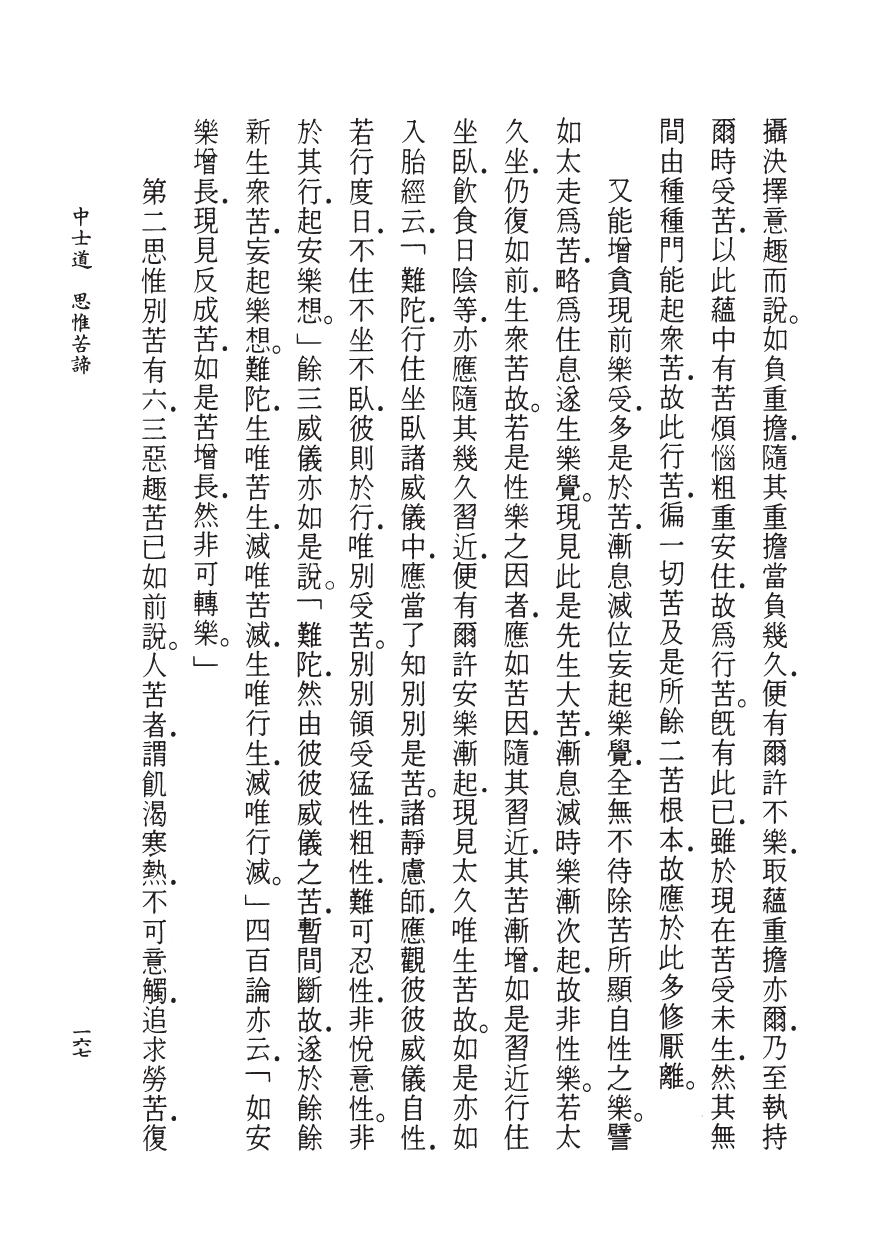 攝決擇意趣而說。如負重擔．隨其重擔當負幾久．便有爾許不樂．取蘊重擔亦爾．乃至執持
爾時受苦．以此蘊中有苦煩惱粗重安住．故爲行苦。旣有此已．雖於現在苦受未生．然其無
間由種種門能起衆苦．故此行苦．徧一切苦及是所餘二苦根本．故應於此多修厭離。
又能增貪現前樂受．多是於苦．漸息滅位妄起樂覺．全無不待除苦所顯自性之樂。譬
如太走爲苦．略爲住息遂生樂覺。現見此是先生大苦．漸息滅時樂漸次起．故非性樂。若太
久坐．仍復如前．生衆苦故。若是性樂之因者．應如苦因．隨其習近．其苦漸增．如是習近行住
坐臥．飲食日陰等．亦應隨其幾久習近．便有爾許安樂漸起．現見太久唯生苦故。如是亦如
入胎經云．「難陀．行住坐臥諸威儀中．應當了知別別是苦。諸靜慮師．應觀彼彼威儀自性．
若行度日．不住不坐不臥．彼則於行．唯別受苦。別別領受猛性．粗性．難可忍性．非悅意性。非
於其行．起安樂想。」餘三威儀亦如是說。「難陀．然由彼彼威儀之苦．暫間斷故．遂於餘餘
新生衆苦．妄起樂想。難陀．生唯苦生．滅唯苦滅．生唯行生．滅唯行滅。」四百論亦云．「如安
樂增長．現見反成苦．如是苦增長．然非可轉樂。」
第二思惟別苦有六．三惡趣苦已如前說。人苦者．謂飢渴寒熱．不可意觸．追求勞苦．復
中士道　思惟苦諦
一六七